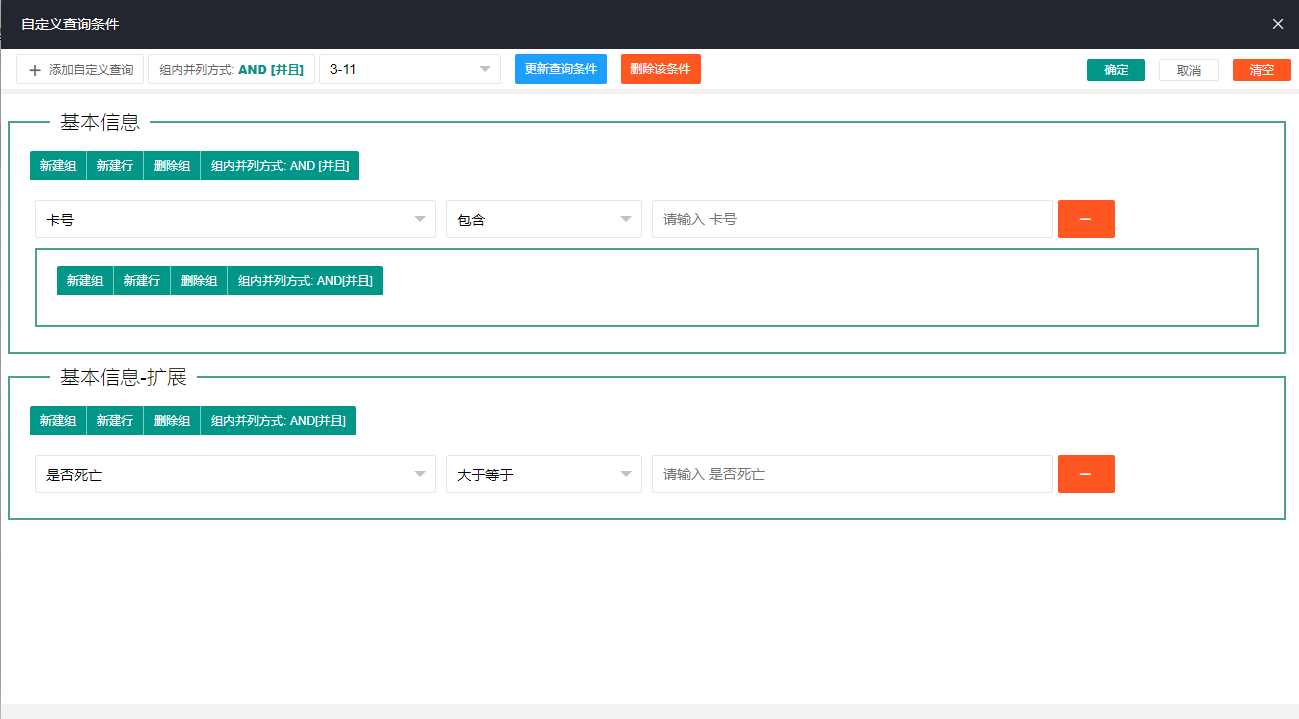 自定义查询条件
添加自定义查询 组内并列方式: AND [并且] 3-11 更新查询条件 删除该条件 确定 取消 清空
基本信息
新建组 新建行 删除组 组内并列方式: AND [并且]
卡号 包含 请输入 卡号
新建组 新建行 删除组 组内并列方式: AND[并且]
基本信息-扩展
新建组 新建行 删除组 组内并列方式: AND[并且]
是否死亡 大于等于 请输入 是否死亡